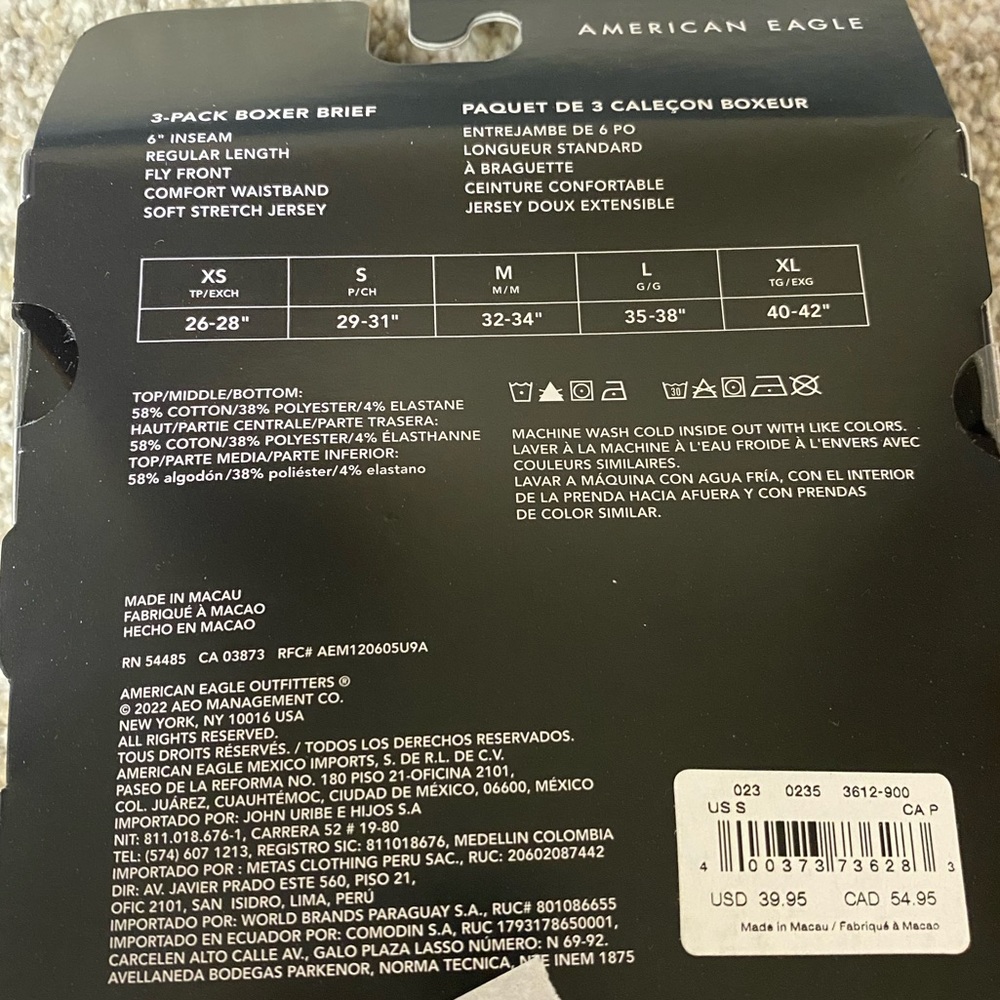 AMERICAN EAGLE
3-PACK BOXER BRIEF
6" INSEAM
REGULAR LENGTH
FLY FRONT
COMFORT WAISTBAND
SOFT STRETCH JERSEY
PAQUET DE 3 CALEÇON BOXEUR
ENTREJAMBE DE 6 PO
LONGUEUR STANDARD
À BRAGUETTE
CEINTURE CONFORTABLE
JERSEY DOUX EXTENSIBLE
XS S M L XL
TP/EXCH P/CH M/M G/G TG/EXG
26-28" 29-31" 32-34" 35-38" 40-42"
TOP/MIDDLE/BOTTOM:
58% COTTON/38% POLYESTER/4% ELASTANE
HAUT/PARTIE CENTRALE/PARTE TRASERA:
58% COTON/38% POLYESTER/4% ÉLASTHANNE
TOP/PARTE MEDIA/PARTE INFERIOR:
58% algodón/38% poliéster/4% elastano
30
MACHINE WASH COLD INSIDE OUT WITH LIKE COLORS.
LAVER À LA MACHINE À L'EAU FROIDE À L'ENVERS AVEC
COULEURS SIMILAIRES.
LAVAR A MÁQUINA CON AGUA FRÍA, CON EL INTERIOR
DE LA PRENDA HACIA AFUERA Y CON PRENDAS
DE COLOR SIMILAR.
MADE IN MACAU
FABRIQUÉ À MACAO
HECHO EN MACAO
RN 54485 CA 03873 RFC# AEM120605U9A
AMERICAN EAGLE OUTFITTERS ®
© 2022 AEO MANAGEMENT CO.
NEW YORK, NY 10016 USA
ALL RIGHTS RESERVED.
TOUS DROITS RÉSERVÉS. / TODOS LOS DERECHOS RESERVADOS.
AMERICAN EAGLE MEXICO IMPORTS, S. DE R.L. DE C.V.
PASEO DE LA REFORMA NO. 180 PISO 21-OFICINA 2101,
COL. JUÁREZ, CUAUHTÉMOC, CIUDAD DE MÉXICO, 06600, MÉXICO
IMPORTADO POR: JOHN URIBE E HIJOS S.A
NIT: 811.018.676-1, CARRERA 52 # 19-80
TEL: (574) 607 1213, REGISTRO SIC: 811018676, MEDELLIN COLOMBIA
IMPORTADO POR : METAS CLOTHING PERU SAC., RUC: 20602087442
DIR: AV. JAVIER PRADO ESTE 560, PISO 21,
OFIC 2101, SAN ISIDRO, LIMA, PERÚ
IMPORTADO POR: WORLD BRANDS PARAGUAY S.A., RUC# 801086655
IMPORTADO EN ECUADOR POR: COMODIN S.A, RUC 1793178650001,
CARCELEN ALTO CALLE AV., GALO PLAZA LASSO NÚMERO: N 69-92.
AVELLANEDA BODEGAS PARKENOR, NORMA TECNICA, INEM 1875
023 0235 3612-900
US S CA P
4 00373 73628 3
USD 39.95 CAD 54.95
Made in Macau / Fabriqué à Macao